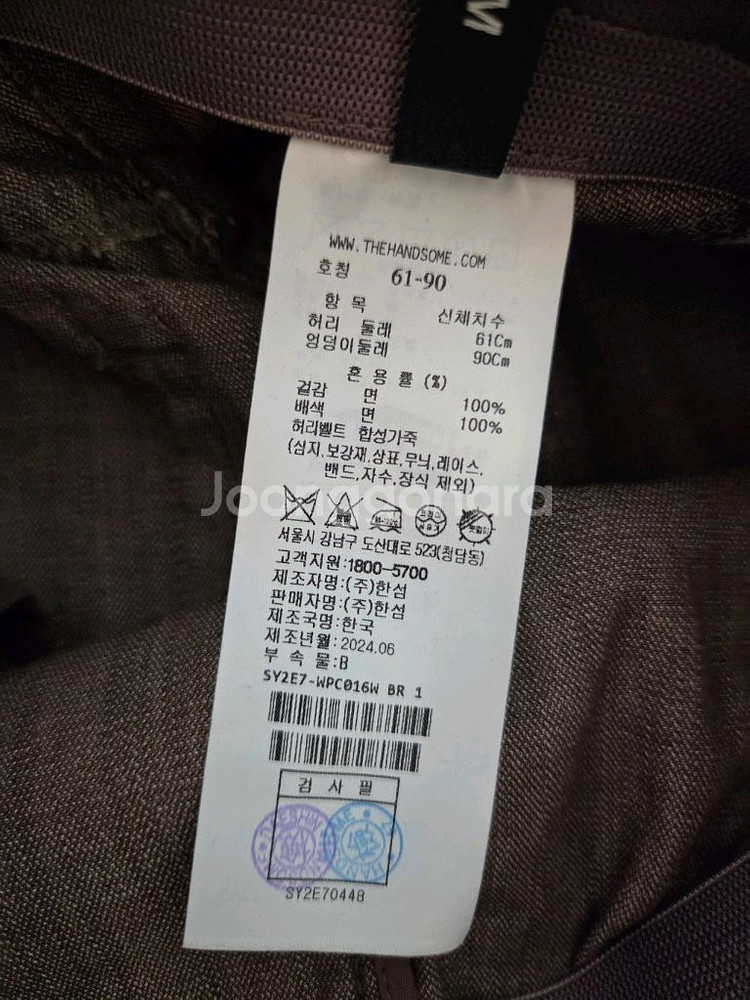 M
WWW.THEHANDSOME.COM
호칭 61-90
항 목 신체치수
허리 둘레 61Cm
엉덩이둘레 90Cm
혼 용 률 (%)
겉감 면 100%
배색 면 100%
허리벨트 합성가죽
(심지,보강재,상표,무늬,레이스,
밴드,자수,장식 제외)
Joonggonara
서울시 강남구 도산대로 523(청담동)
고객지원:1800-5700
제조자명:(주)한섬
판매자명:(주)한섬
제조국명:한국
제조년월:2024.06
부 속 물:B
SY2E7-WPC016W BR 1
검 사 필
SY2E70448